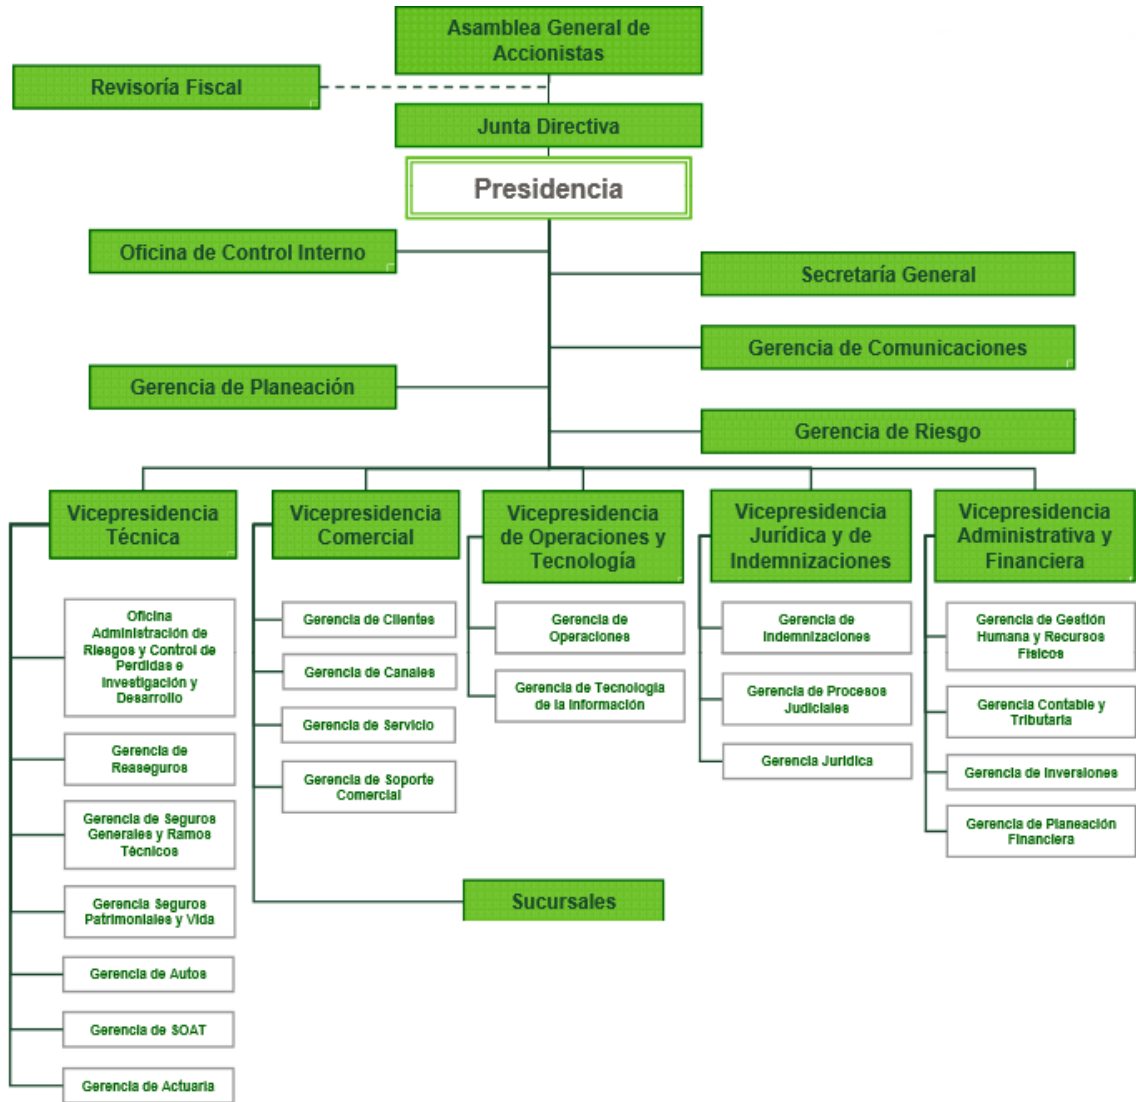 Asamblea General de
Accionistas
Revisoría Fiscal
Junta Directiva
Presidencia
Oficina de Control Interno
Secretaría General
Gerencia de Comunicaciones
Gerencia de Planeación
Gerencia de Riesgo
Vicepresidencia
Técnica
Vicepresidencia
Comercial
Vicepresidencia
de Operaciones y
Tecnología
Vicepresidencia
Jurídica y de
Indemnizaciones
Vicepresidencia
Administrativa y
Financiera
Oficina
Administración de
Riesgos y Control de
Perdidas e
Investigación y
Desarrollo
Gerencia de
Reaseguros
Gerencia de Seguros
Generales y Ramos
Técnicos
Gerencia Seguros
Patrimoniales y Vida
Gerencia de Autos
Gerencia de SOAT
Gerencia de Actuaria
Gerencia de Clientes
Gerencia de Canales
Gerencia de Servicio
Gerencia de Soporte
Comercial
Sucursales
Gerencia de
Operaciones
Gerencia de Tecnología
de la Información
Gerencia de
Indemnizaciones
Gerencia de Procesos
Judiciales
Gerencia Jurídica
Gerencia de Gestión
Humana y Recursos
Físicos
Gerencia Contable y
Tributaria
Gerencia de Inversiones
Gerencia de Planeación
Financiera